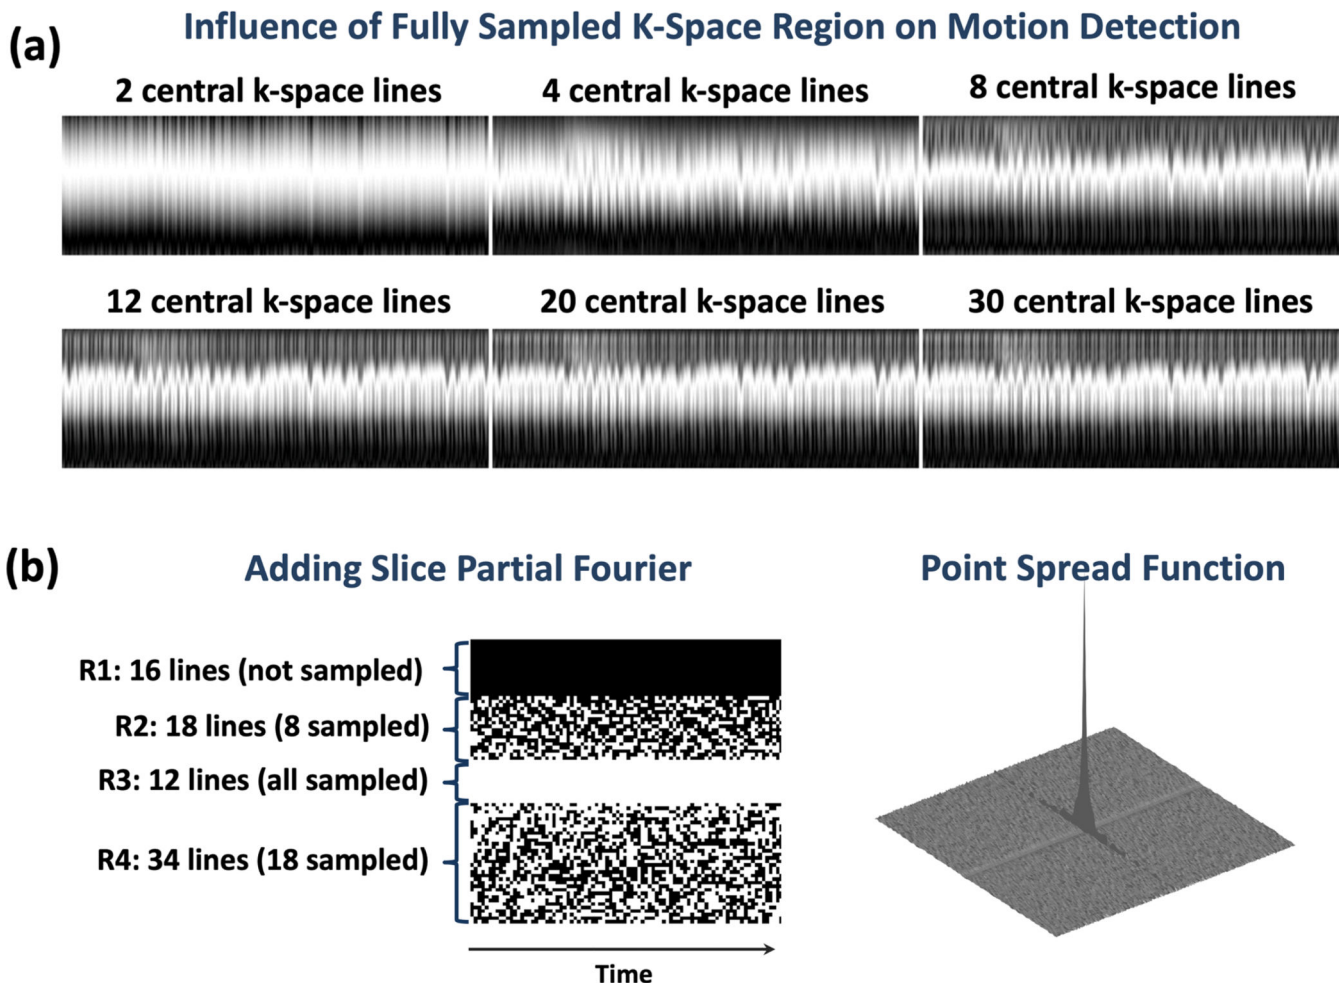 (a)
Influence of Fully Sampled K-Space Region on Motion Detection
2 central k-space lines
4 central k-space lines
8 central k-space lines
12 central k-space lines
20 central k-space lines
30 central k-space lines
(b)
Adding Slice Partial Fourier
Point Spread Function
R1: 16 lines (not sampled)
R2: 18 lines (8 sampled)
R3: 12 lines (all sampled)
R4: 34 lines (18 sampled)
Time